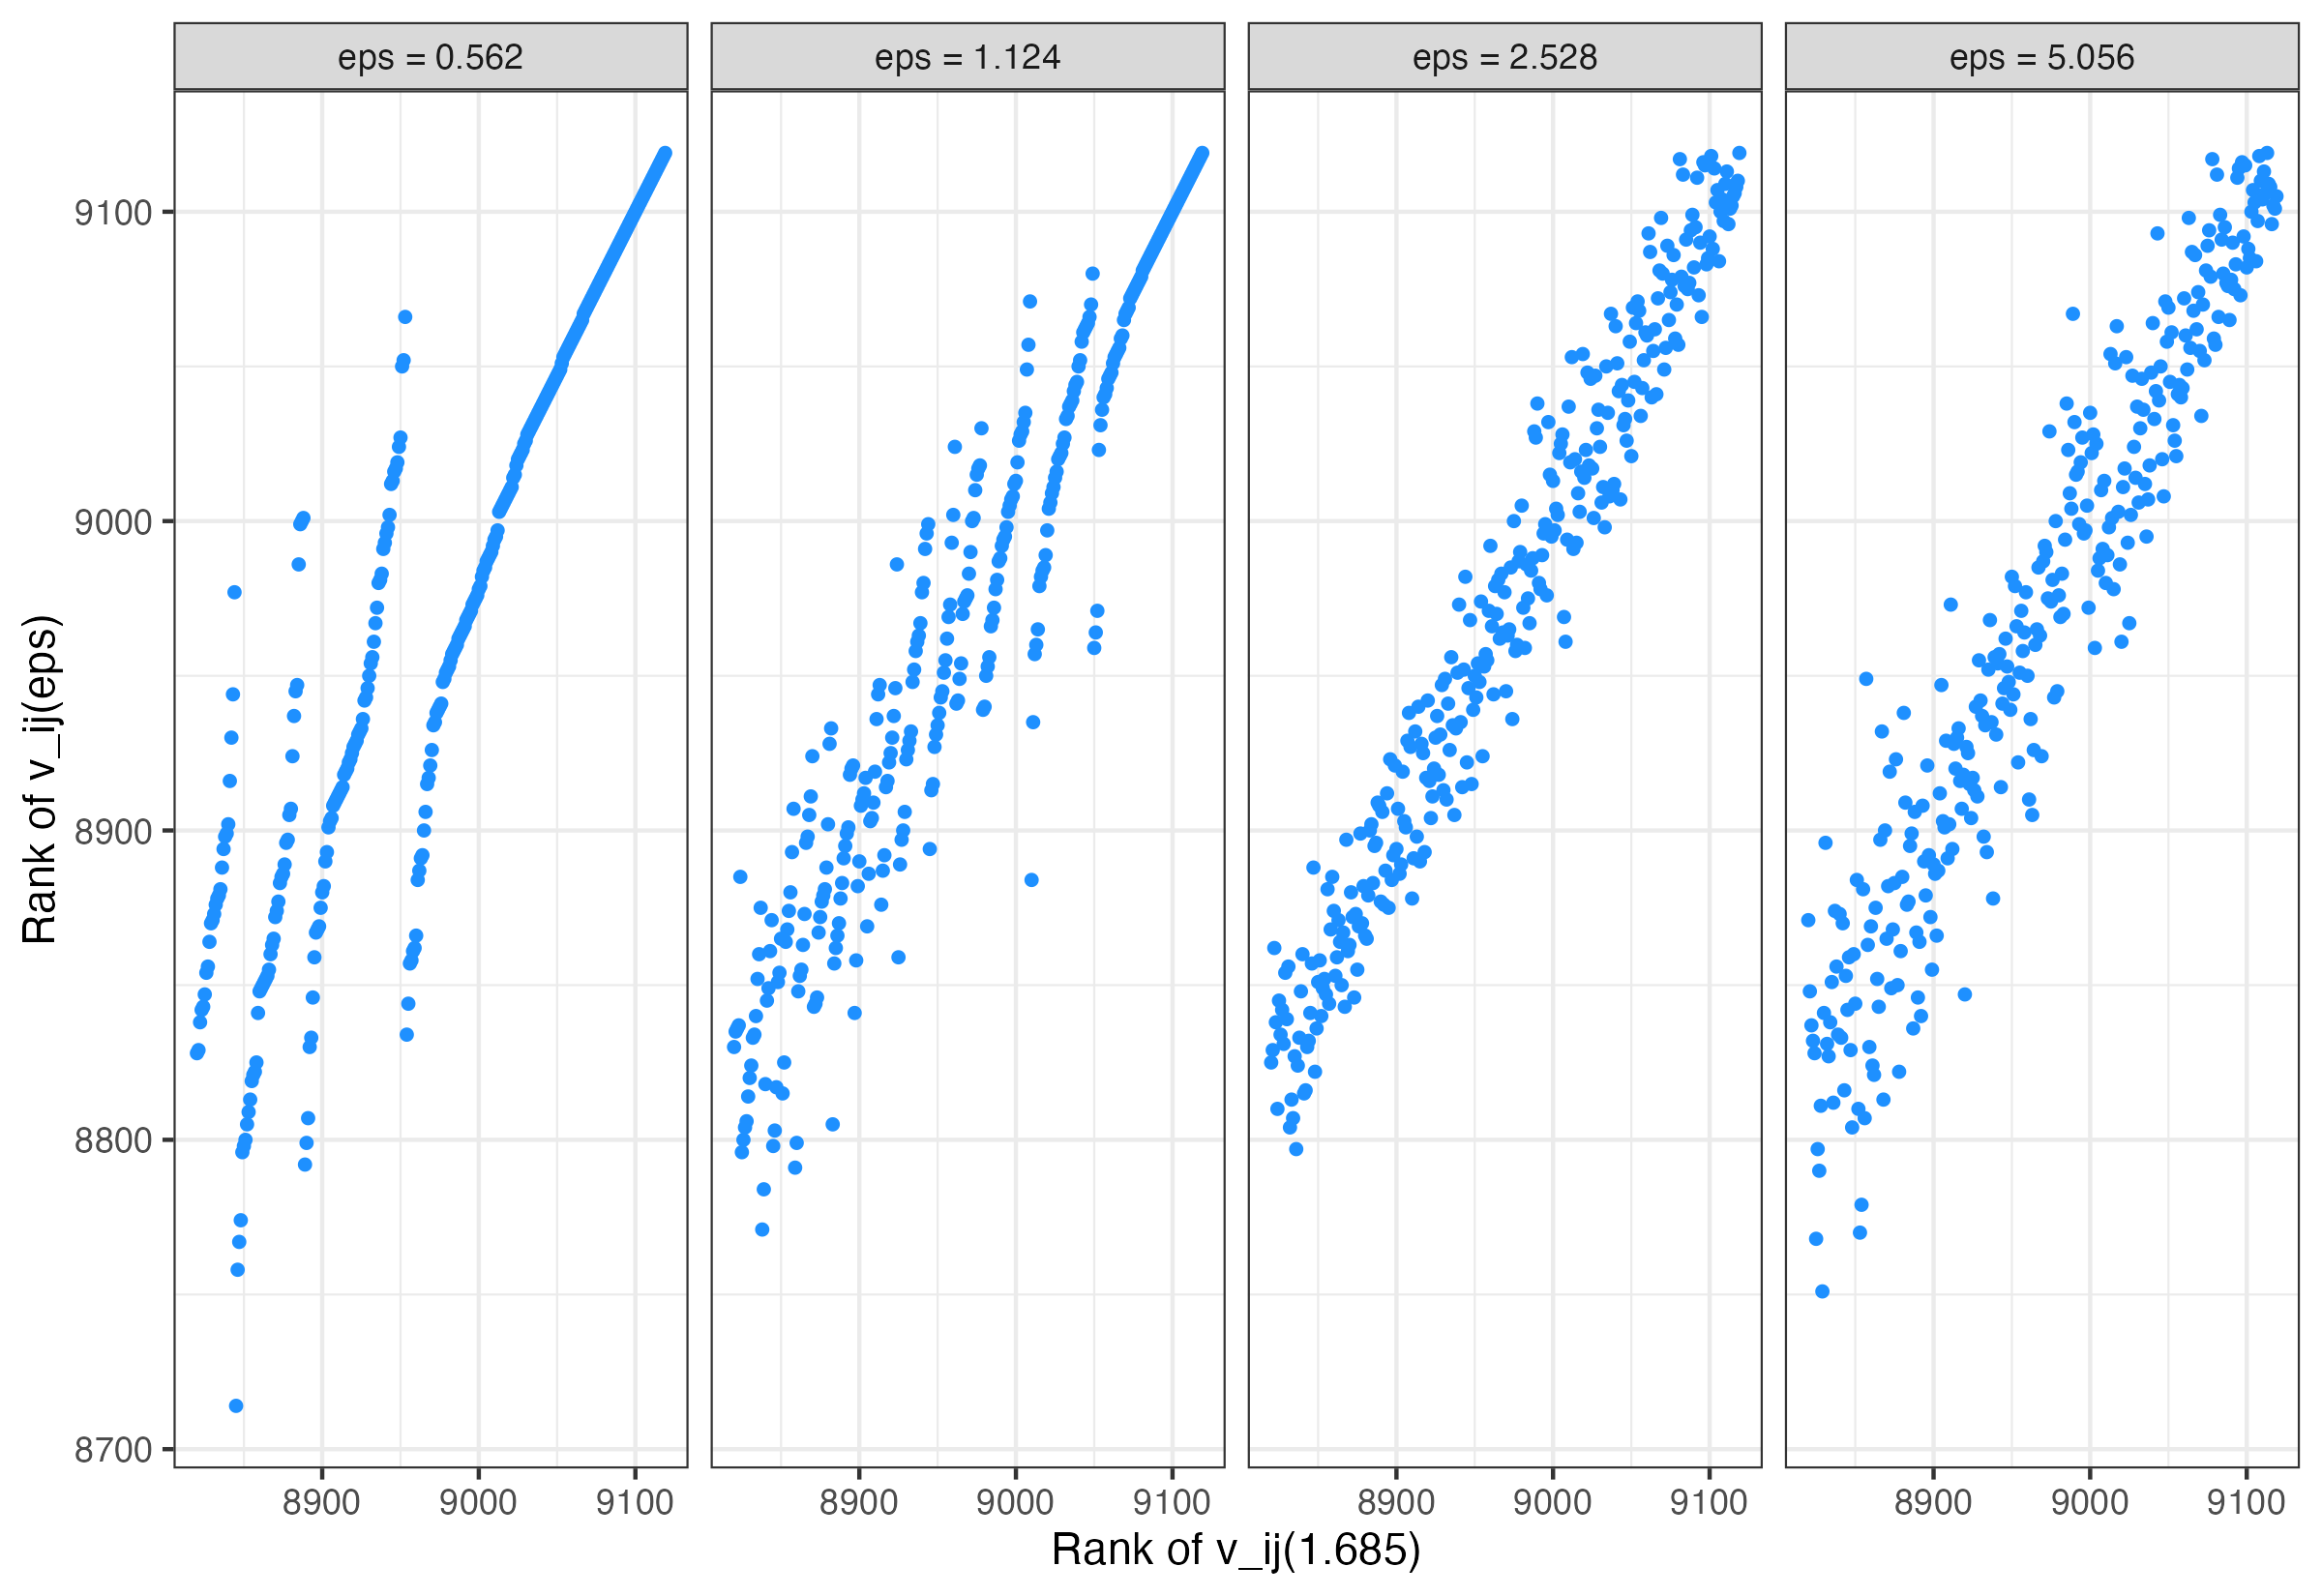 eps = 0.562 eps = 1.124 eps = 2.528 eps = 5.056
Rank of v_ij(eps)
9100
9000
8900
8800
8700
8900 9000 9100 8900 9000 9100 8900 9000 9100 8900 9000 9100
Rank of v_ij(1.685)